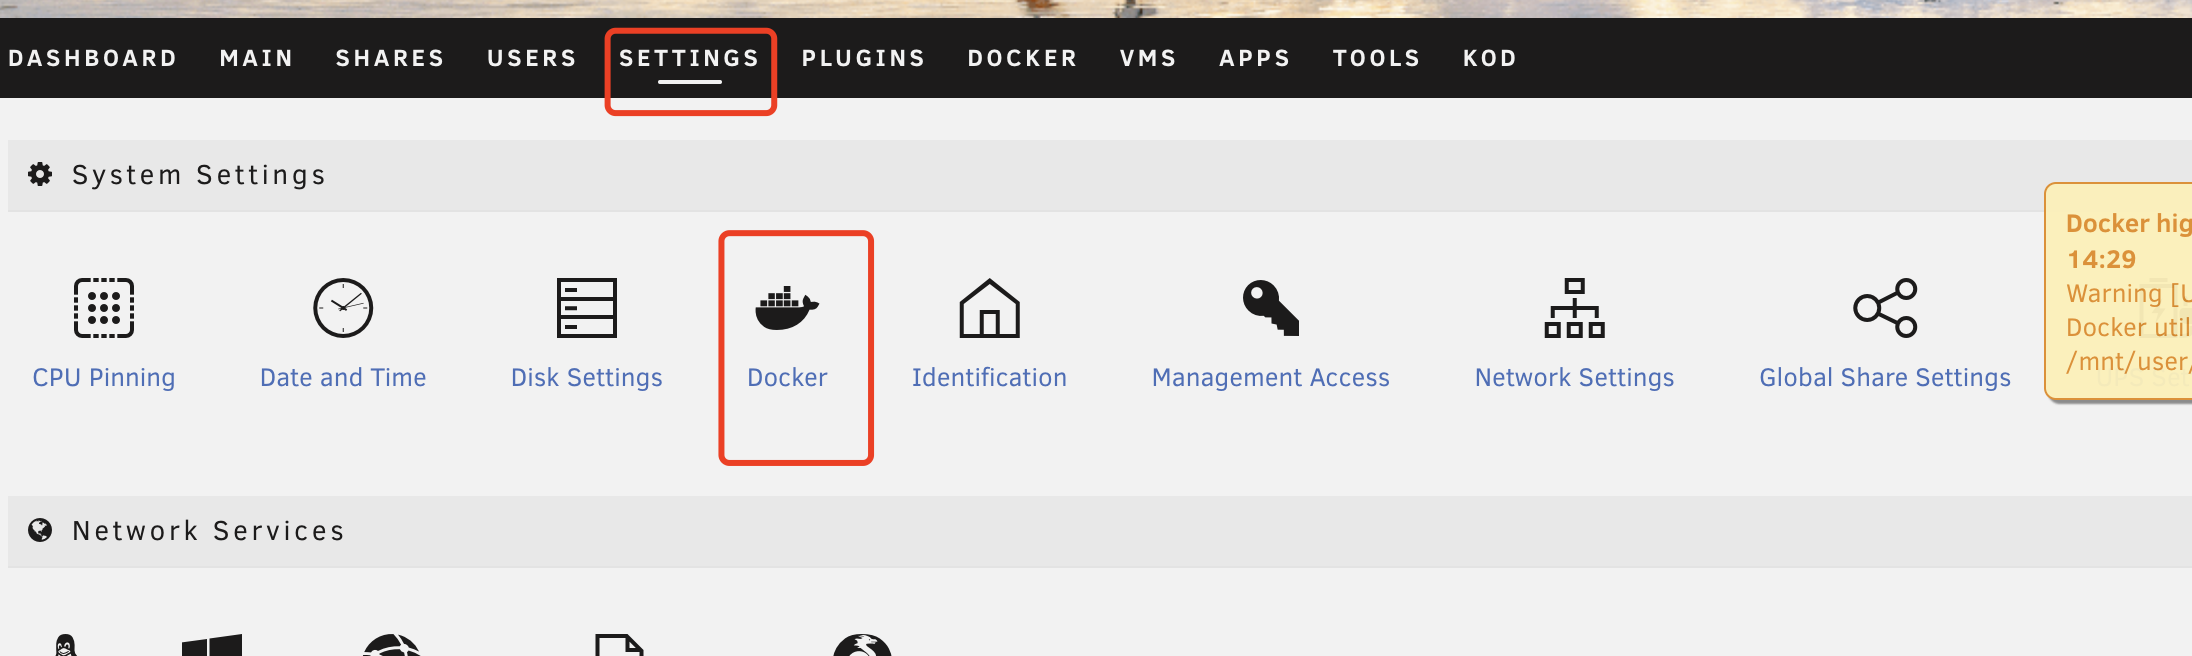 DASHBOARD MAIN SHARES USERS SETTINGS PLUGINS DOCKER VMS APPS TOOLS KOD
System Settings
CPU Pinning Date and Time Disk Settings Docker Identification Management Access Network Settings Global Share Settings
Docker hig
14:29
Warning [U
Docker util
/mnt/user/
Network Services